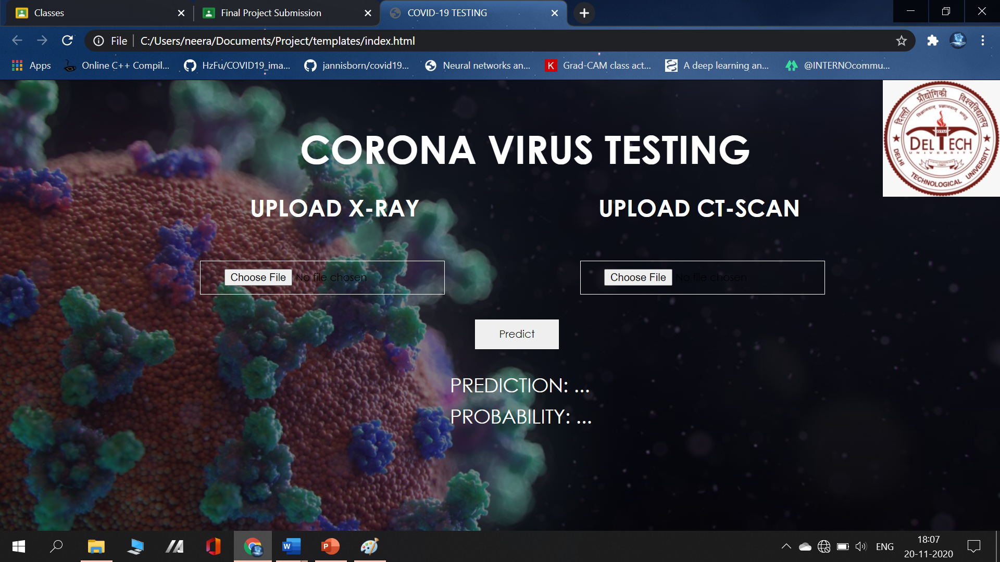 Classes
Final Project Submission
COVID-19 TESTING
File
C:/Users/neera/Documents/Project/templates/index.html
Apps
Online C++ Compil...
HzFu/COVID19_ima...
jannisborn/covid19...
Neural networks an...
K
Grad-CAM class act...
A deep learning an...
@INTERNOcommu...
दिल्ली प्रौद्योगिकी विश्वविद्यालय
DTU
DELTECH
UNIVERSITY
DELHI TECHNOLOGICAL UNIVERSITY
CORONA VIRUS TESTING
UPLOAD X-RAY
UPLOAD CT-SCAN
Choose File No file chosen
Choose File No file chosen
Predict
PREDICTION: ...
PROBABILITY: ...
W
P
ENG
18:07
20-11-2020